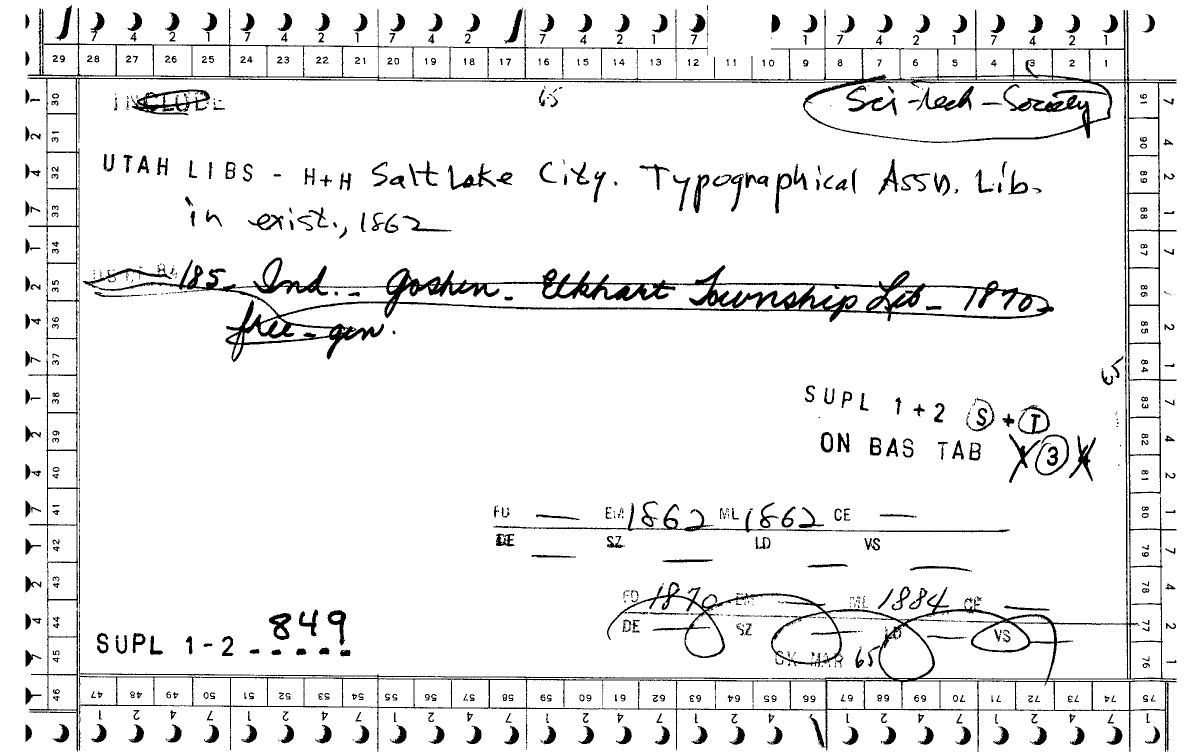 7 4 2 1 7 4 2 1 7 4 2 7 4 2 1 7 1 7 4 2 1 7 4 2 1
29 28 27 26 25 24 23 22 21 20 19 18 17 16 15 14 13 12 11 10 9 8 7 6 5 4 3 2 1
INCLUDE 65 Sci-tech-Society
UTAH LIBS - H+H Salt Lake City. Typographical Assn. Lib.
in exist., 1862
185. Ind. - Goshen - Elkhart Township Lib - 1870 -
free - gen.
65
SUPL 1+2 S + T
ON BAS TAB 3
FD — EM 1862 ML 1862 CE —
DE SZ LD VS
FD 1870 EM — ML 1884 CE —
DE — SZ — LD — VS —
CK MAR 65
849
SUPL 1-2 -----
30 31 32 33 34 35 36 37 38 39 40 41 42 43 44 45 46
91 90 89 88 87 86 85 84 83 82 81 80 79 78 77 76 75
47 48 49 50 51 52 53 54 55 56 57 58 59 60 61 62 63 64 65 66 67 68 69 70 71 72 73 74
1 2 4 7 1 2 4 7 1 2 4 7 1 2 4 7 1 2 4 1 2 4 7 1 2 4 7